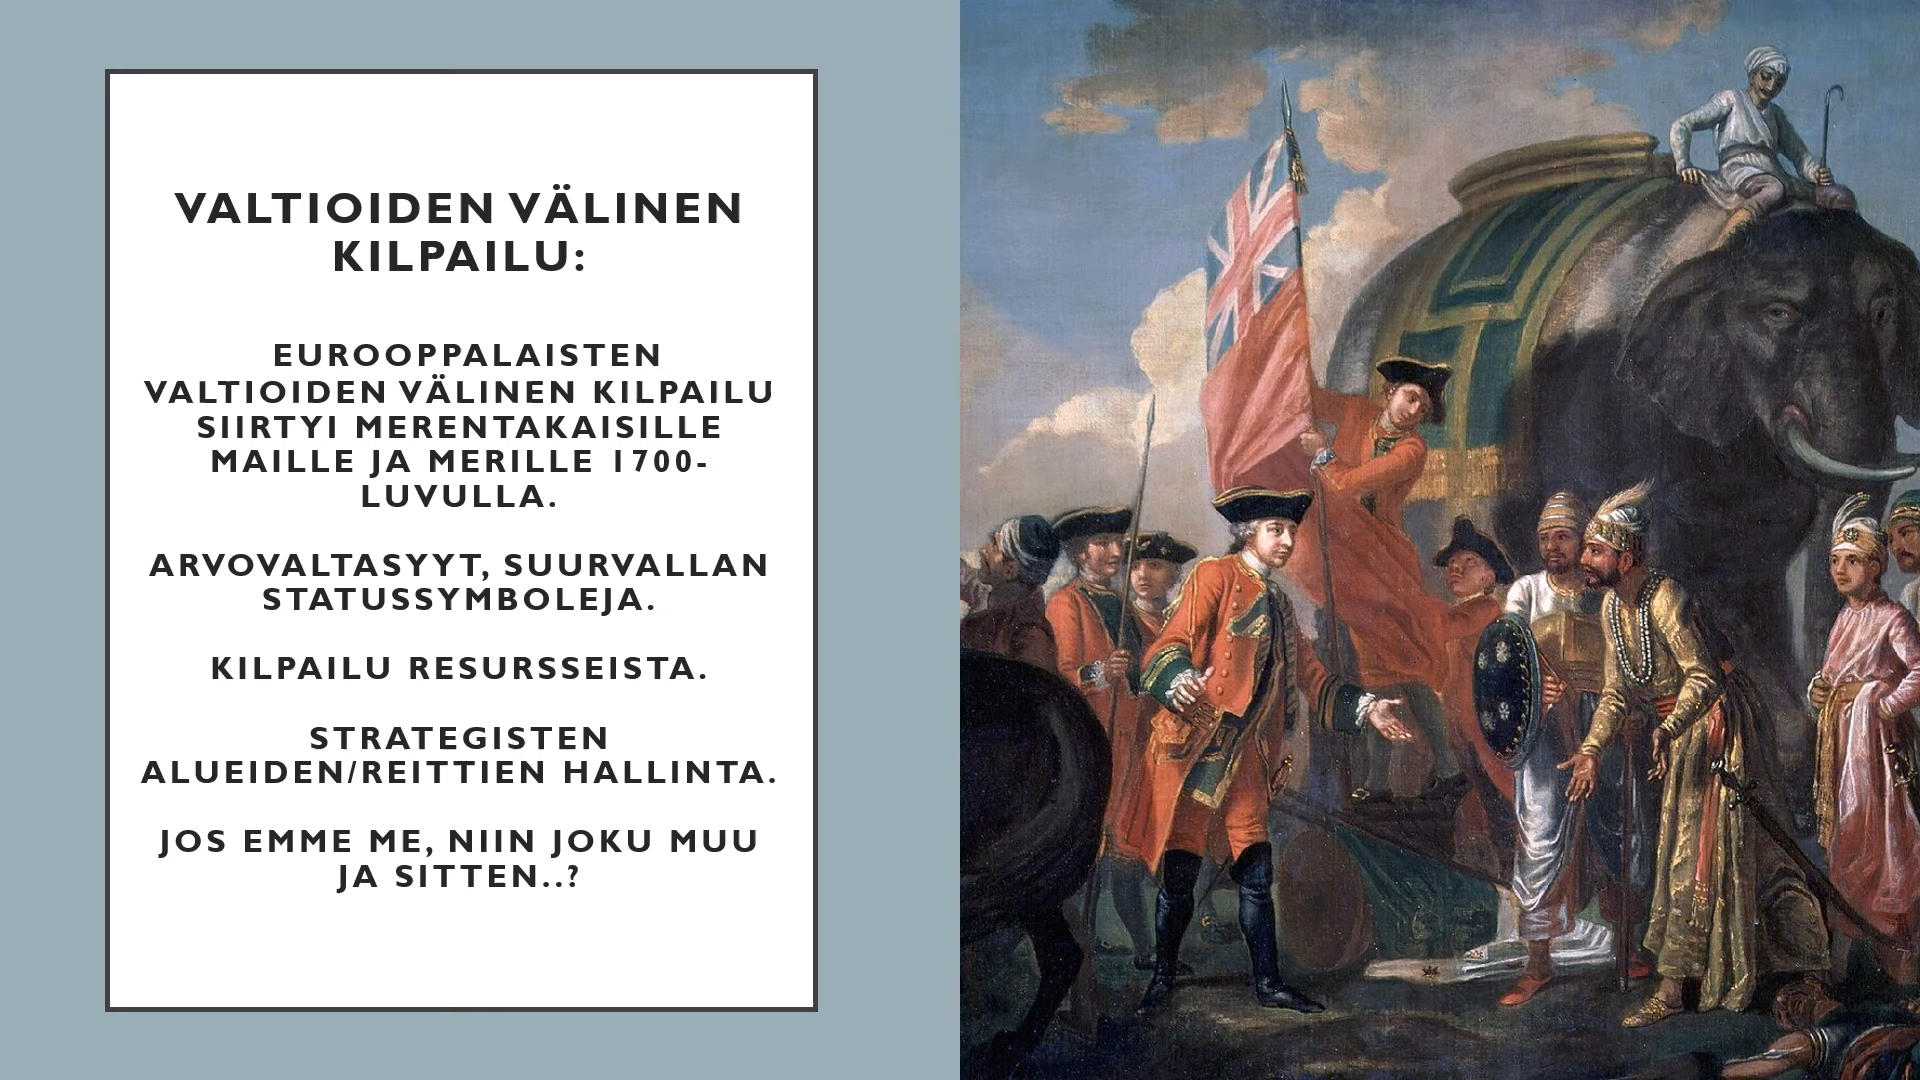 VALTIOIDEN VÄLINEN
KILPAILU:
EUROOPPALAISTEN
VALTIOIDEN VÄLINEN KILPAILU
SIIRTYI MERENTAKAISILLE
MAILLE JA MERILLE 1700-
LUVULLA.
ARVOVALTASYYT, SUURVALLAN
STATUSSYMBOLEJA.
KILPAILU RESURSSEISTA.
STRATEGISTEN
ALUEIDEN/REITTIEN HALLINTA.
JOS EMME ME, NIIN JOKU MUU
JA SITTEN..?